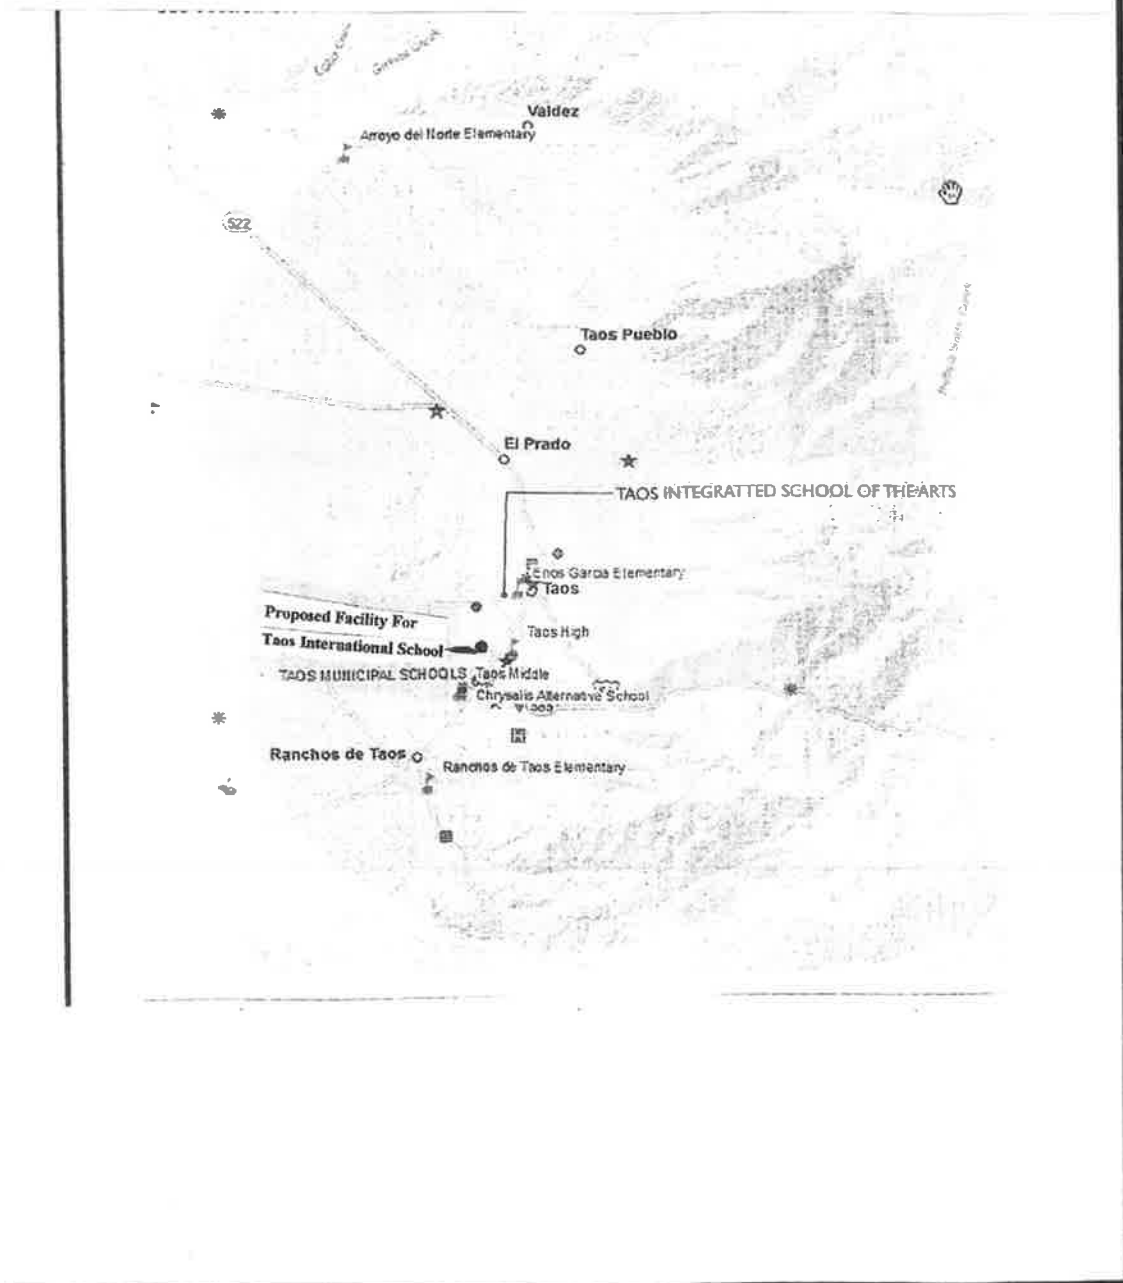 Valdez
Arroyo del Norte Elementary
522
Taos Pueblo
El Prado
TAOS INTEGRATTED SCHOOL OF THE ARTS
Enos Garcia Elementary
Taos
Proposed Facility For
Taos High
Taos International School
TAOS MUNICIPAL SCHOOLS
Taos Middle
Chrysalis Alternative School
Ranchos de Taos
Ranchos de Taos Elementary